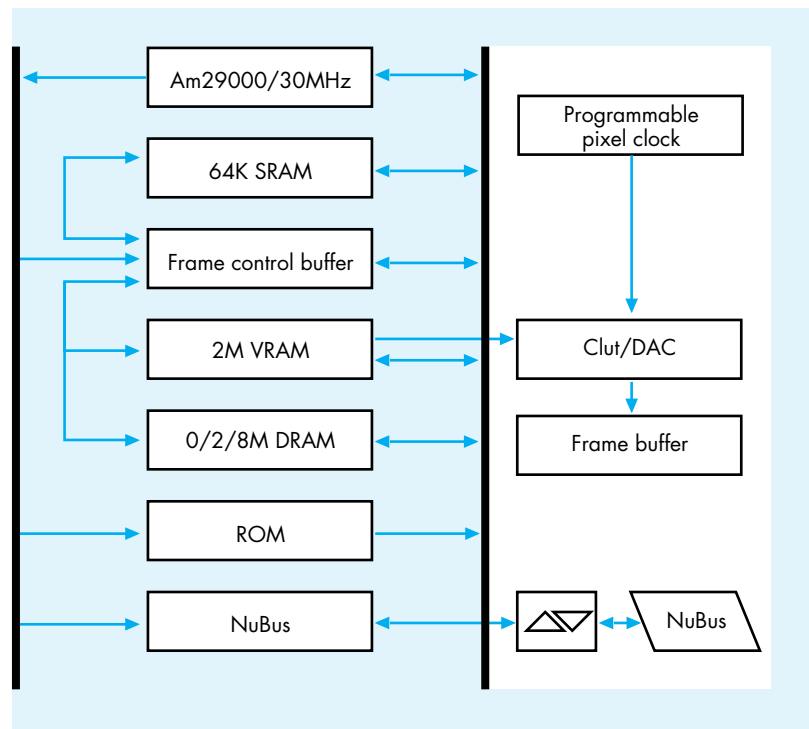 Am29000/30MHz
64K SRAM
Frame control buffer
2M VRAM
0/2/8M DRAM
ROM
NuBus
Programmable
pixel clock
Clut/DAC
Frame buffer
NuBus